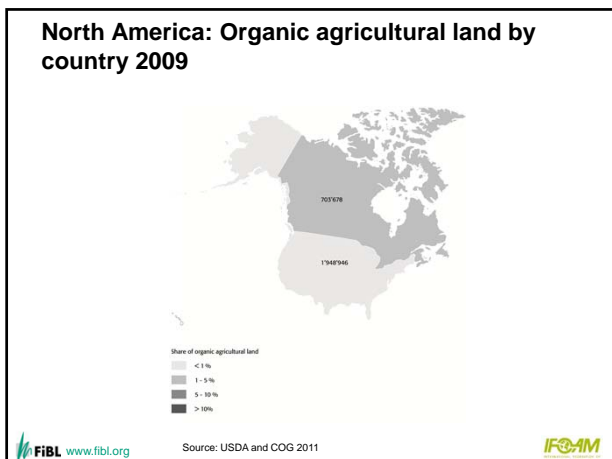 North America: Organic agricultural land by
country 2009
703'678
1'948'946
Share of organic agricultural land
< 1 %
1 - 5 %
5 - 10 %
> 10%
FiBL www.fibl.org
Source: USDA and COG 2011
IFOAM